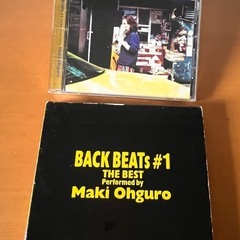 BACK BEATs #1
THE BEST
Performed by
Maki Ohguro